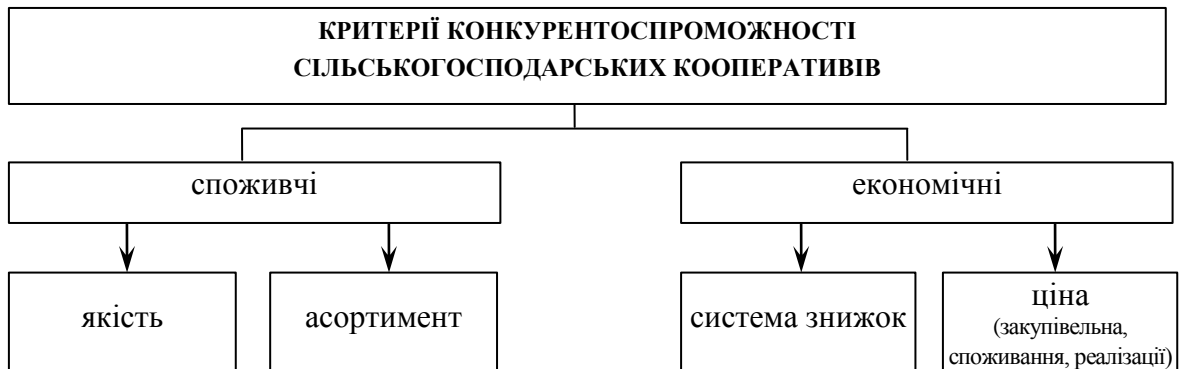 КРИТЕРІЇ КОНКУРЕНТОСПРОМОЖНОСТІ
СІЛЬСЬКОГОСПОДАРСЬКИХ КООПЕРАТИВІВ
споживчі
економічні
якість
асортимент
система знижок
ціна
(закупівельна,
споживання, реалізації)